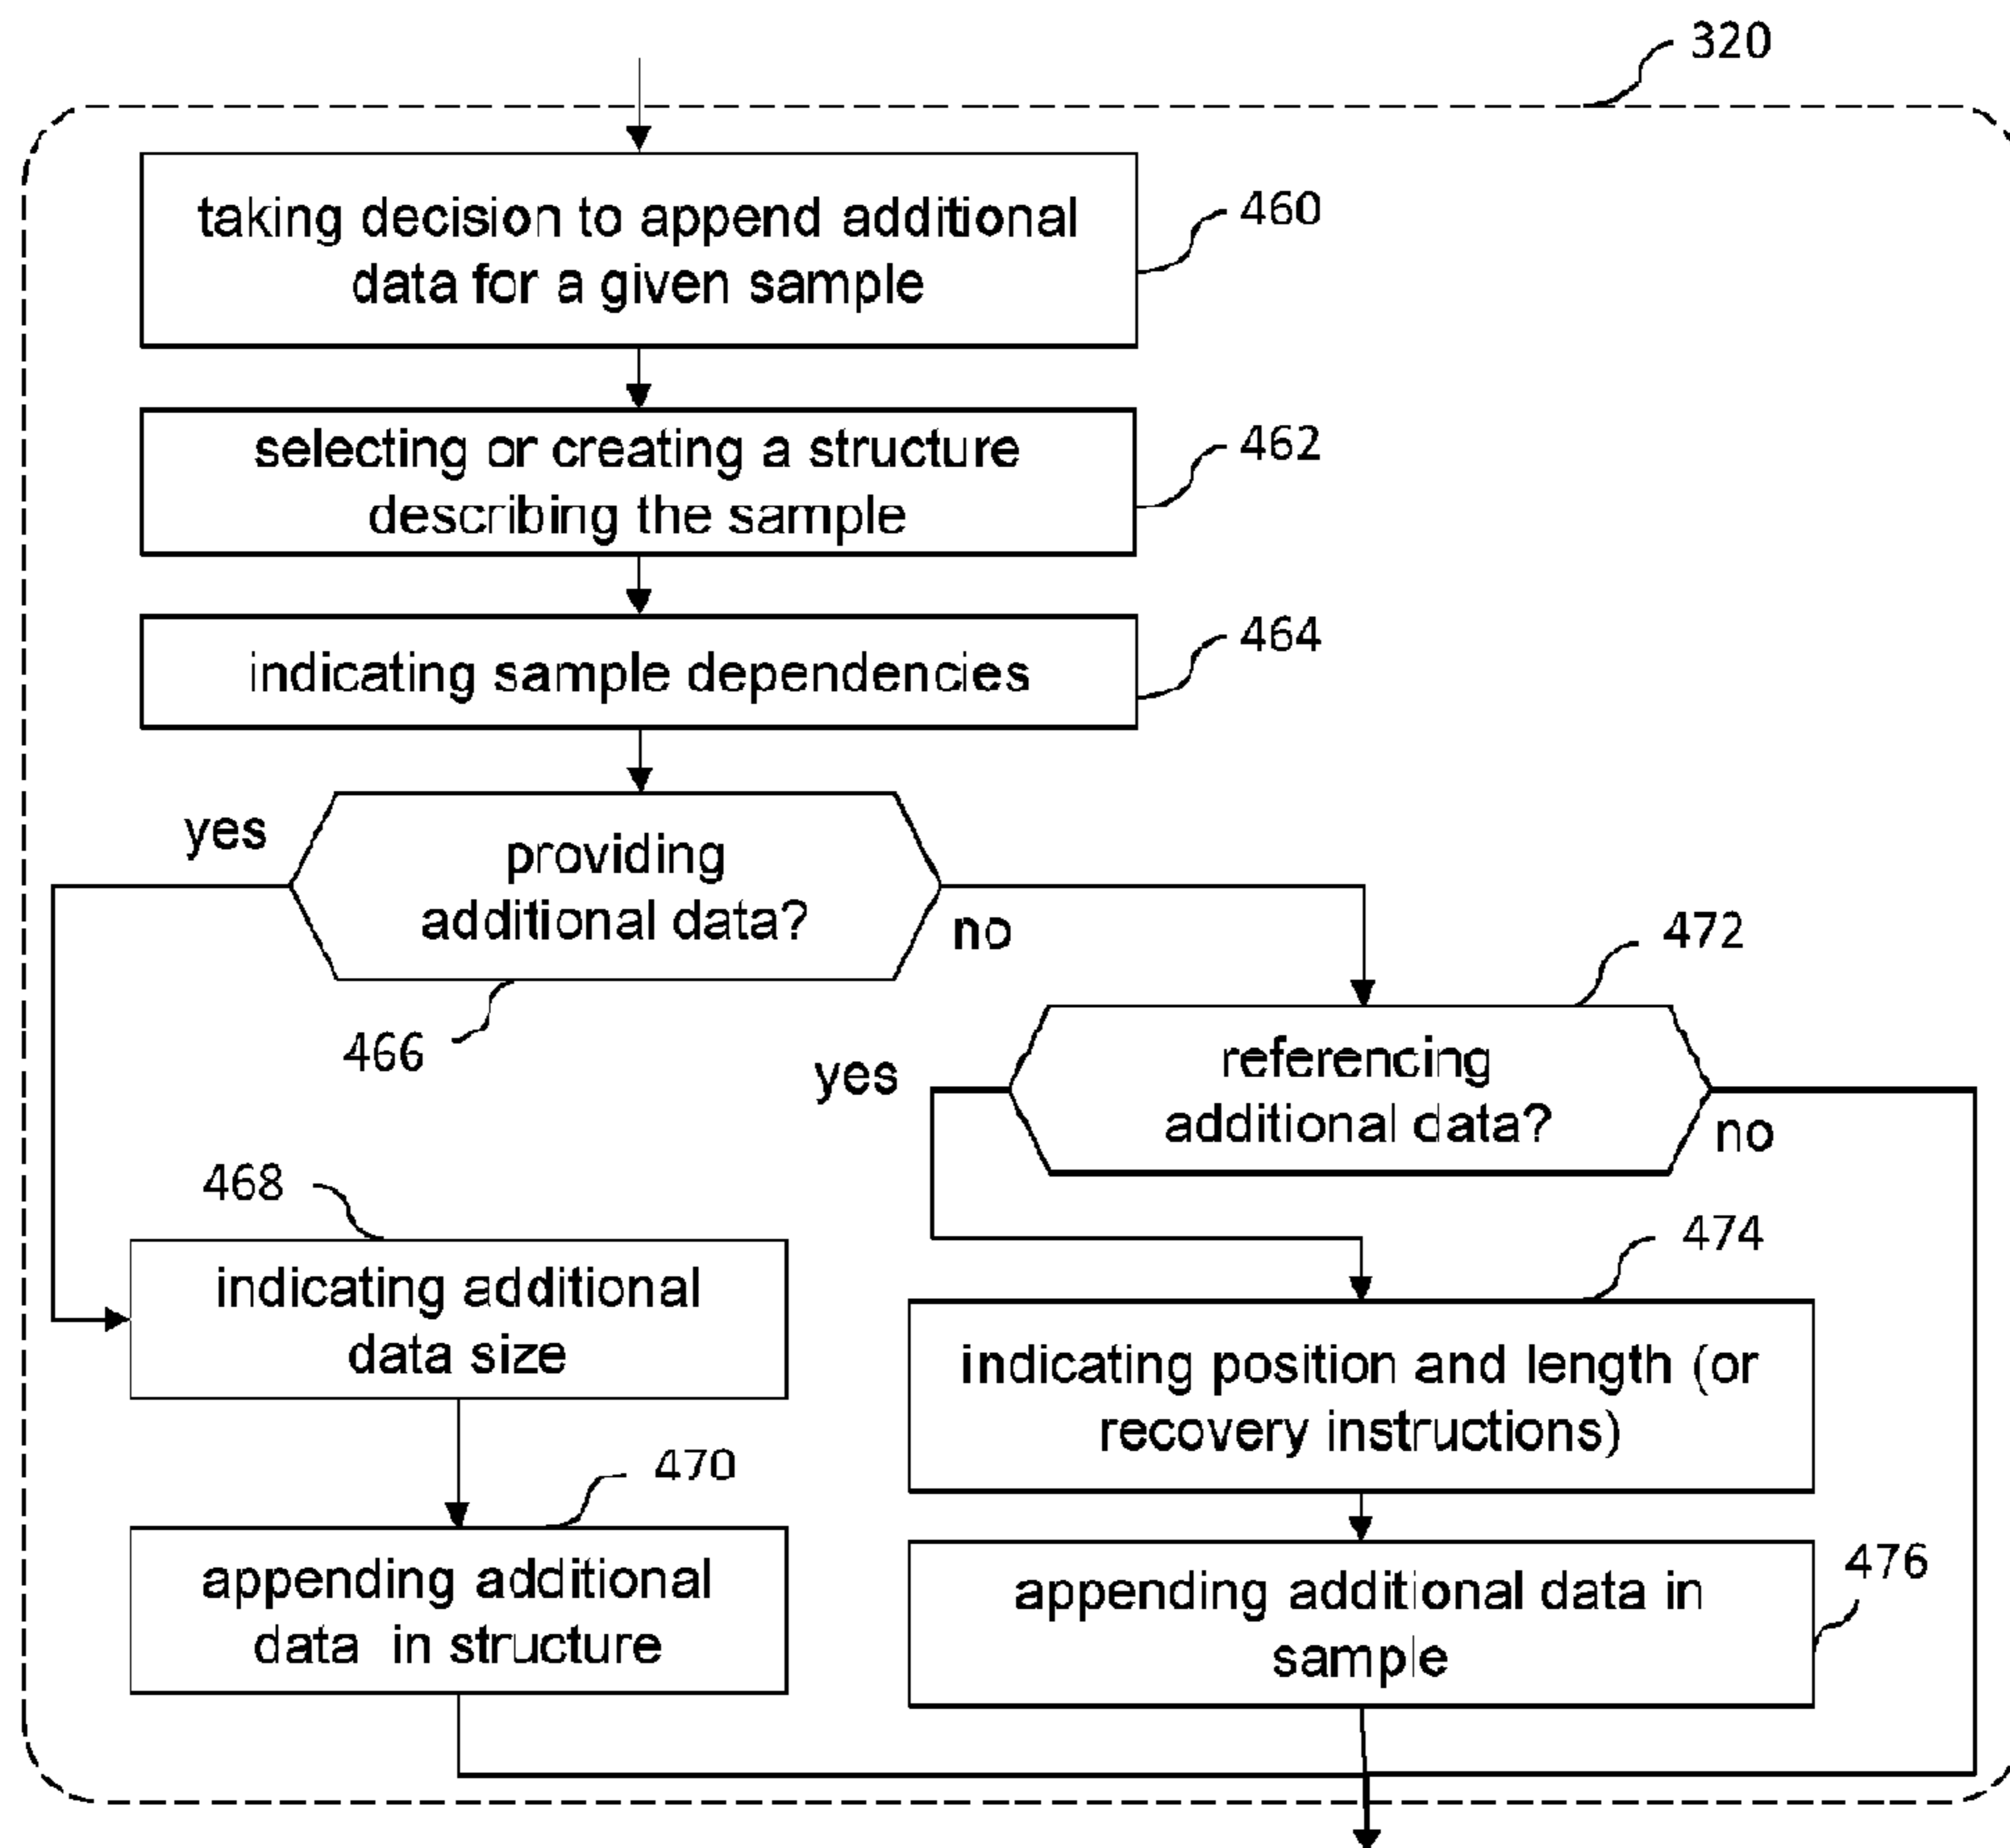 320
taking decision to append additional
data for a given sample
460
selecting or creating a structure
describing the sample
462
indicating sample dependencies
464
yes
providing
additional data?
no
466
472
yes
referencing
additional data?
no
468
indicating additional
data size
474
indicating position and length (or
recovery instructions)
470
appending additional
data in structure
476
appending additional data in
sample